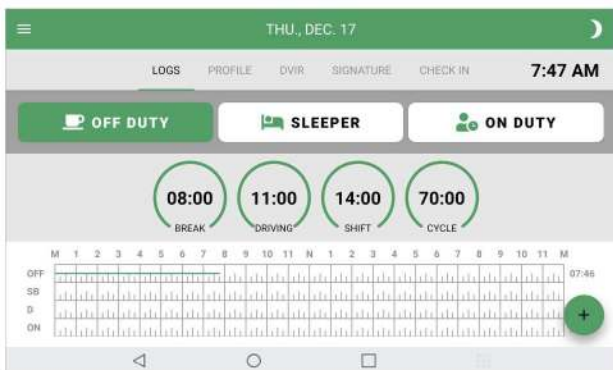 THU., DEC. 17
LOGS PROFILE DVIR SIGNATURE CHECK IN 7:47 AM
OFF DUTY SLEEPER ON DUTY
08:00 11:00 14:00 70:00
BREAK DRIVING SHIFT CYCLE
M 1 2 3 4 5 6 7 8 9 10 11 N 1 2 3 4 5 6 7 8 9 10 11 M
OFF 07:46
SB
D
ON
+